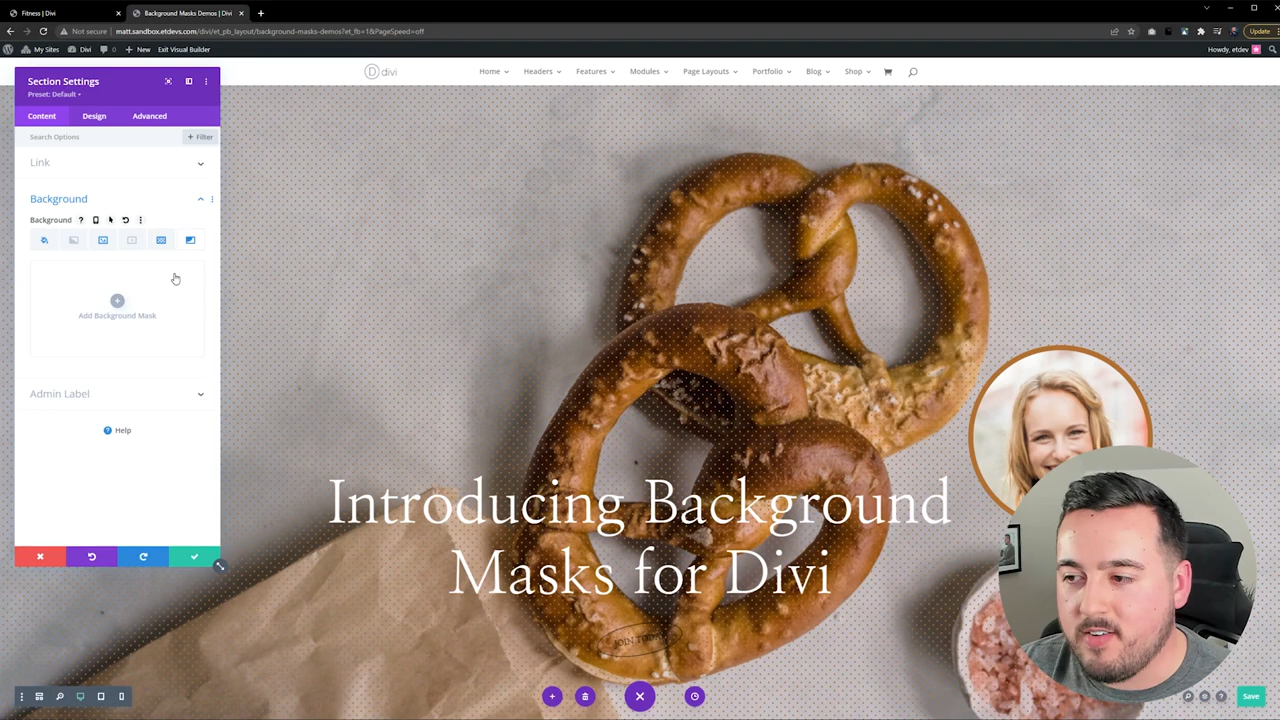 Fitness | Divi
Background Masks Demos | Divi
Not secure
matt.sandbox.etdevs.com/divi/et_pb_layout/background-masks-demos?et_fb=1&PageSpeed=off
Update
My Sites
Divi
0
New
Exit Visual Builder
Howdy, etdev
divi
Home
Headers
Features
Modules
Page Layouts
Portfolio
Blog
Shop
Section Settings
Preset: Default
Content
Design
Advanced
Search Options
+ Filter
Link
Background
Background
Add Background Mask
Admin Label
Help
Introducing Background
Masks for Divi
JOIN TODAY
Save